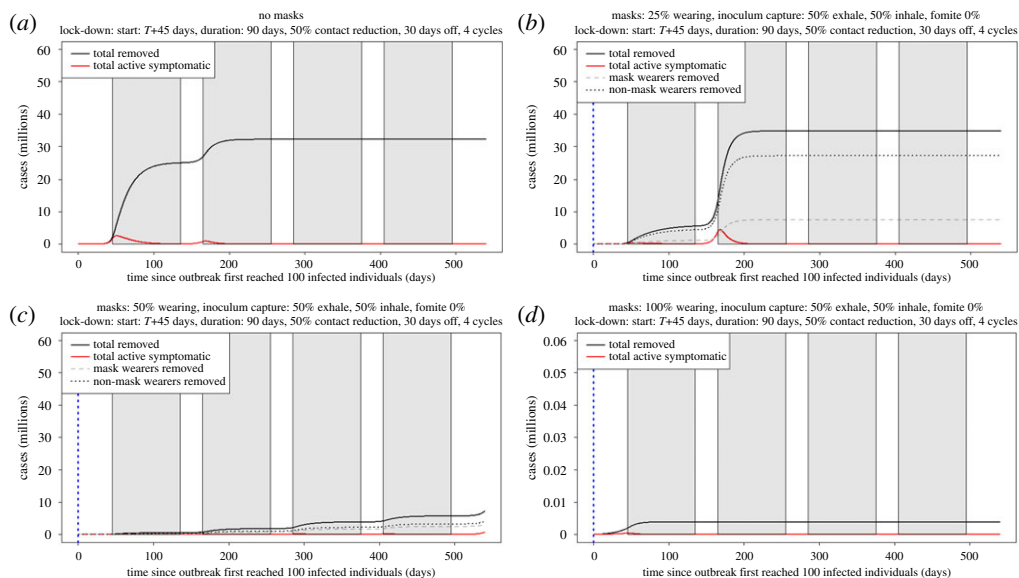 (a)
no masks
lock-down: start: T+45 days, duration: 90 days, 50% contact reduction, 30 days off, 4 cycles
60
50
40
30
20
10
0
cases (millions)
total removed
total active symptomatic
0 100 200 300 400 500
time since outbreak first reached 100 infected individuals (days)
(b)
masks: 25% wearing, inoculum capture: 50% exhale, 50% inhale, fomite 0%
lock-down: start: T+45 days, duration: 90 days, 50% contact reduction, 30 days off, 4 cycles
60
50
40
30
20
10
0
cases (millions)
total removed
total active symptomatic
mask wearers removed
non-mask wearers removed
0 100 200 300 400 500
time since outbreak first reached 100 infected individuals (days)
(c)
masks: 50% wearing, inoculum capture: 50% exhale, 50% inhale, fomite 0%
lock-down: start: T+45 days, duration: 90 days, 50% contact reduction, 30 days off, 4 cycles
60
50
40
30
20
10
0
cases (millions)
total removed
total active symptomatic
mask wearers removed
non-mask wearers removed
0 100 200 300 400 500
time since outbreak first reached 100 infected individuals (days)
(d)
masks: 100% wearing, inoculum capture: 50% exhale, 50% inhale, fomite 0%
lock-down: start: T+45 days, duration: 90 days, 50% contact reduction, 30 days off, 4 cycles
0.06
0.05
0.04
0.03
0.02
0.01
0
cases (millions)
total removed
total active symptomatic
0 100 200 300 400 500
time since outbreak first reached 100 infected individuals (days)